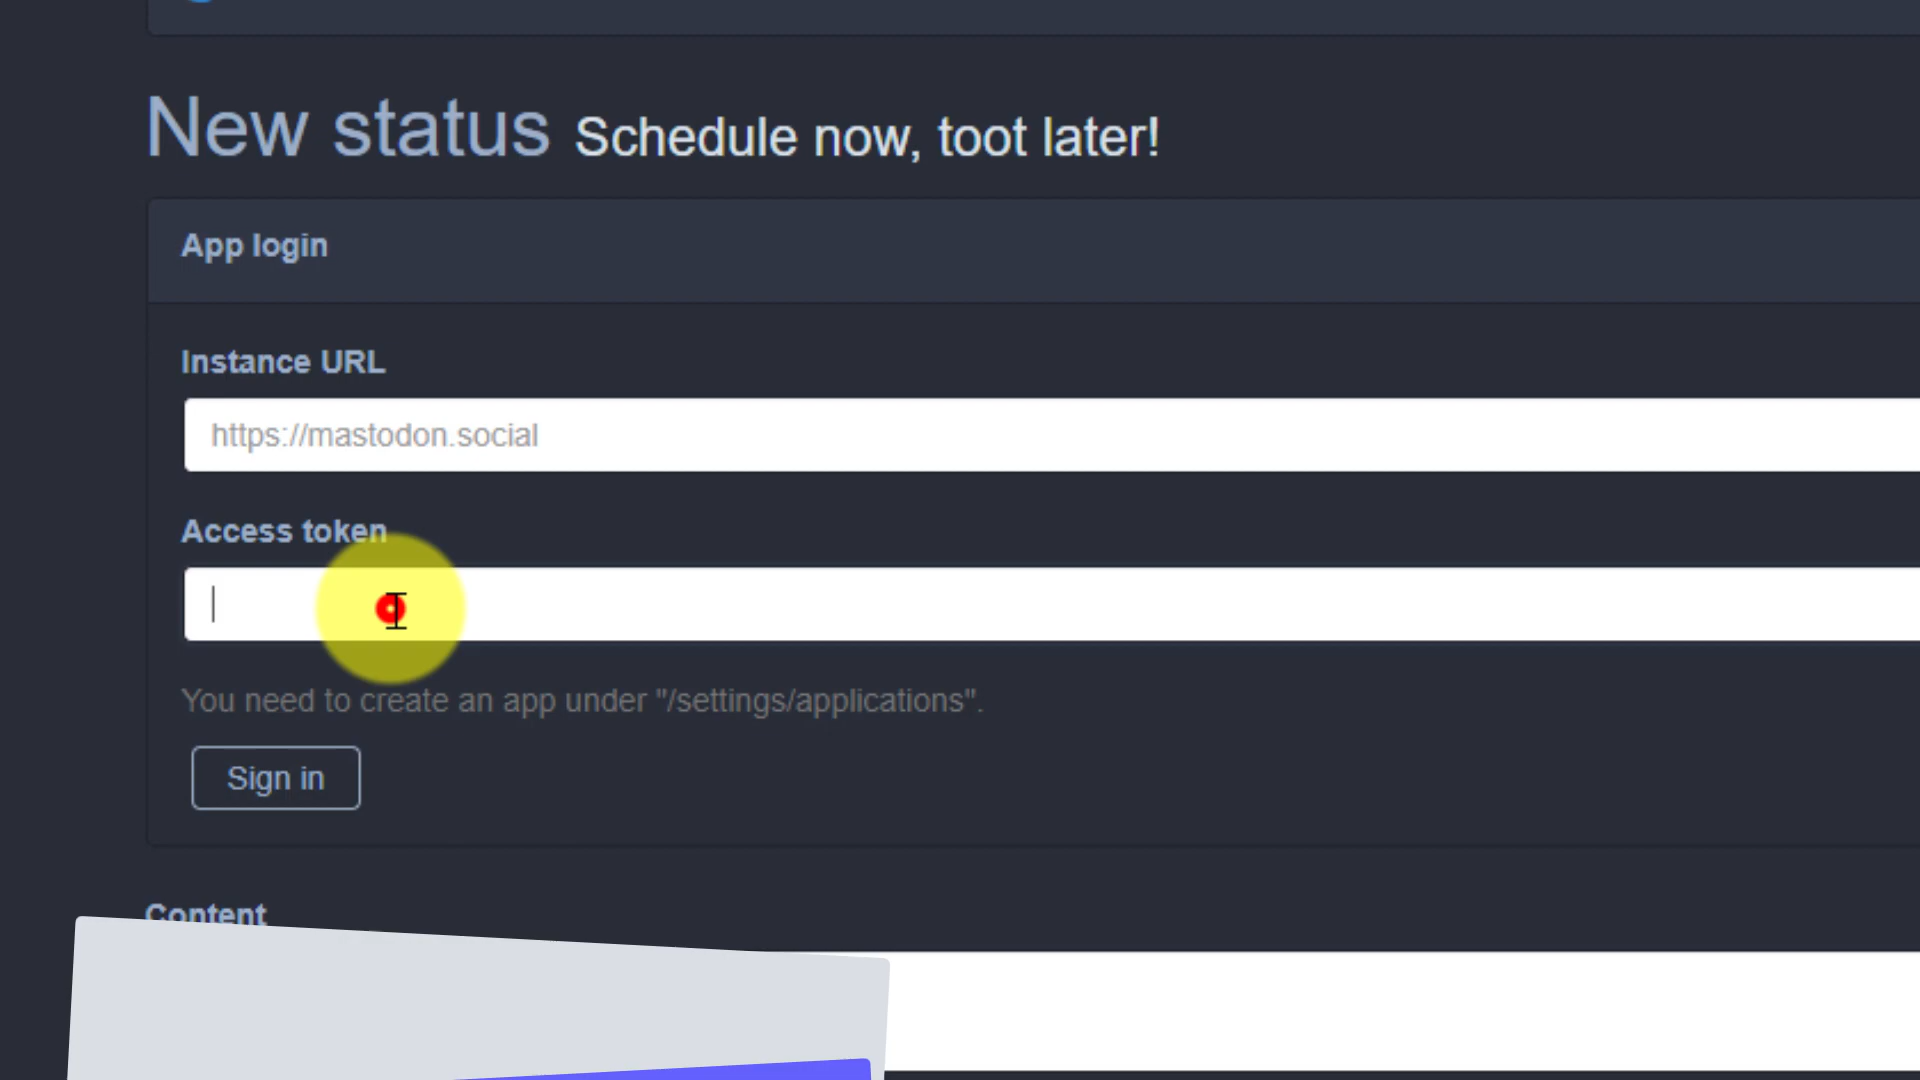 New status Schedule now, toot later!
App login
Instance URL
https://mastodon.social
Access token
You need to create an app under "/settings/applications".
Sign in
Content